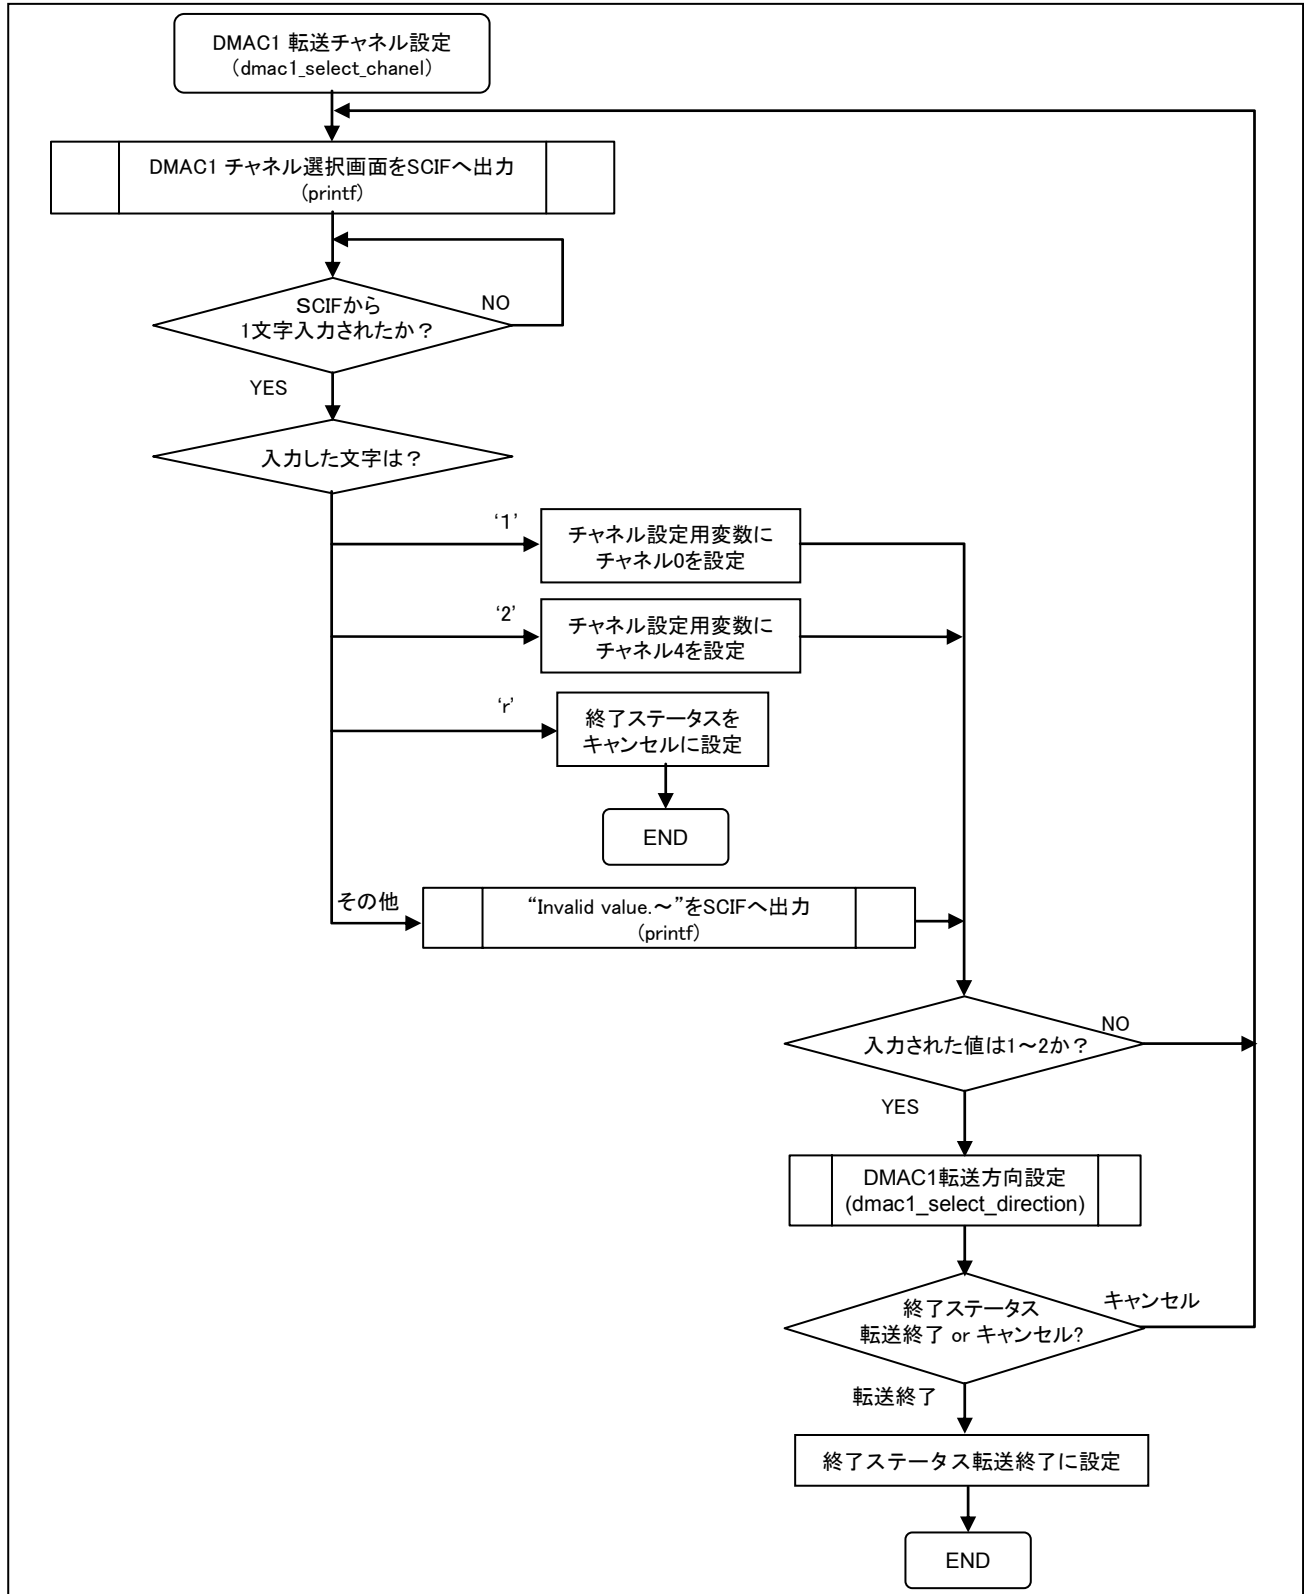 DMAC1 転送チャネル設定
(dmac1_select_chanel)
DMAC1 チャネル選択画面をSCIFへ出力
(printf)
SCIFから
1文字入力されたか？
NO
YES
入力した文字は？
‘1’
チャネル設定用変数に
チャネル0を設定
‘2’
チャネル設定用変数に
チャネル4を設定
‘r’
終了ステータスを
キャンセルに設定
END
その他
“Invalid value.～”をSCIFへ出力
(printf)
入力された値は1～2か？
NO
YES
DMAC1転送方向設定
(dmac1_select_direction)
終了ステータス
転送終了 or キャンセル?
キャンセル
転送終了
終了ステータス転送終了に設定
END